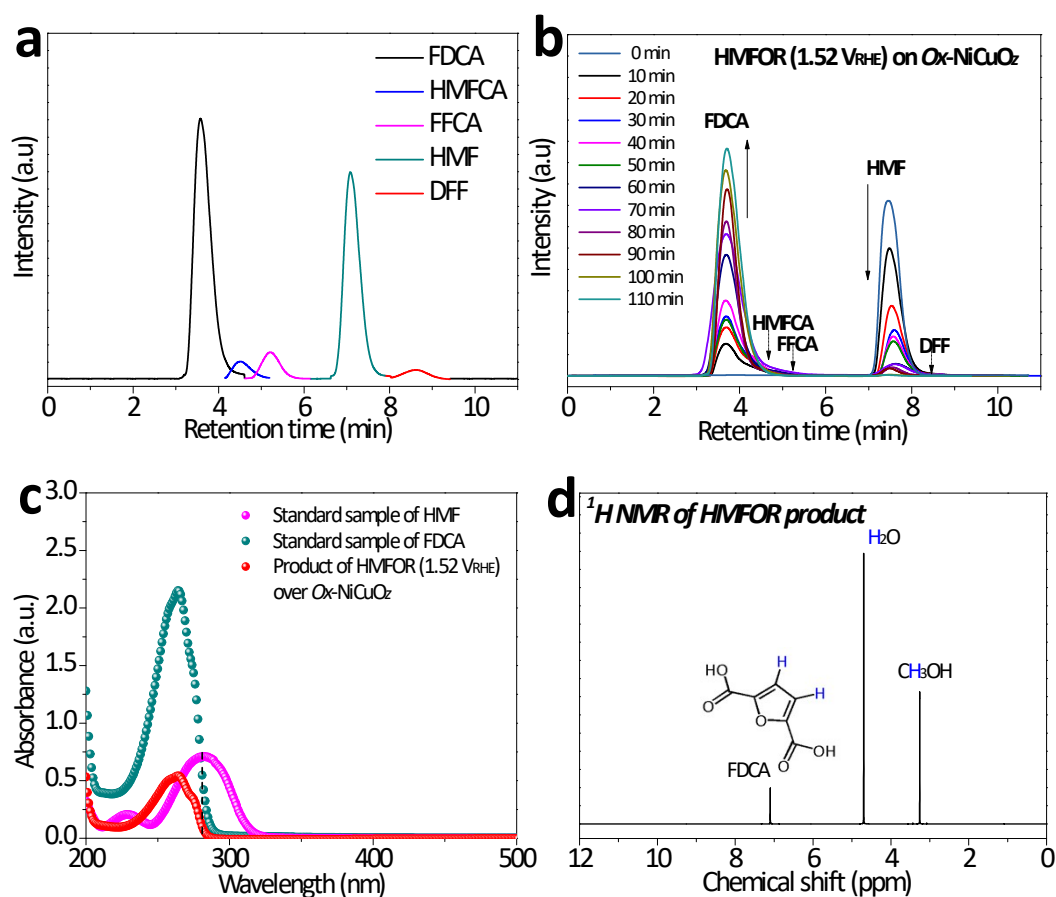 a
FDCA
HMFCA
FFCA
HMF
DFF
Intensity (a.u)
0 2 4 6 8 10
Retention time (min)
b
0 min
10 min
20 min
30 min
40 min
50 min
60 min
70 min
80 min
90 min
100 min
110 min
HMFOR (1.52 VRHE) on Ox-NiCuOz
FDCA
HMF
HMFCA
FFCA
DFF
Intensity (a.u)
0 2 4 6 8 10
Retention time (min)
c
3.0
2.5
2.0
1.5
1.0
0.5
0.0
Standard sample of HMF
Standard sample of FDCA
Product of HMFOR (1.52 VRHE)
over Ox-NiCuOz
Absorbance (a.u.)
200 300 400 500
Wavelength (nm)
d
¹H NMR of HMFOR product
H₂O
CH₃OH
H
H
HO
O
O
O
OH
FDCA
12 10 8 6 4 2 0
Chemical shift (ppm)